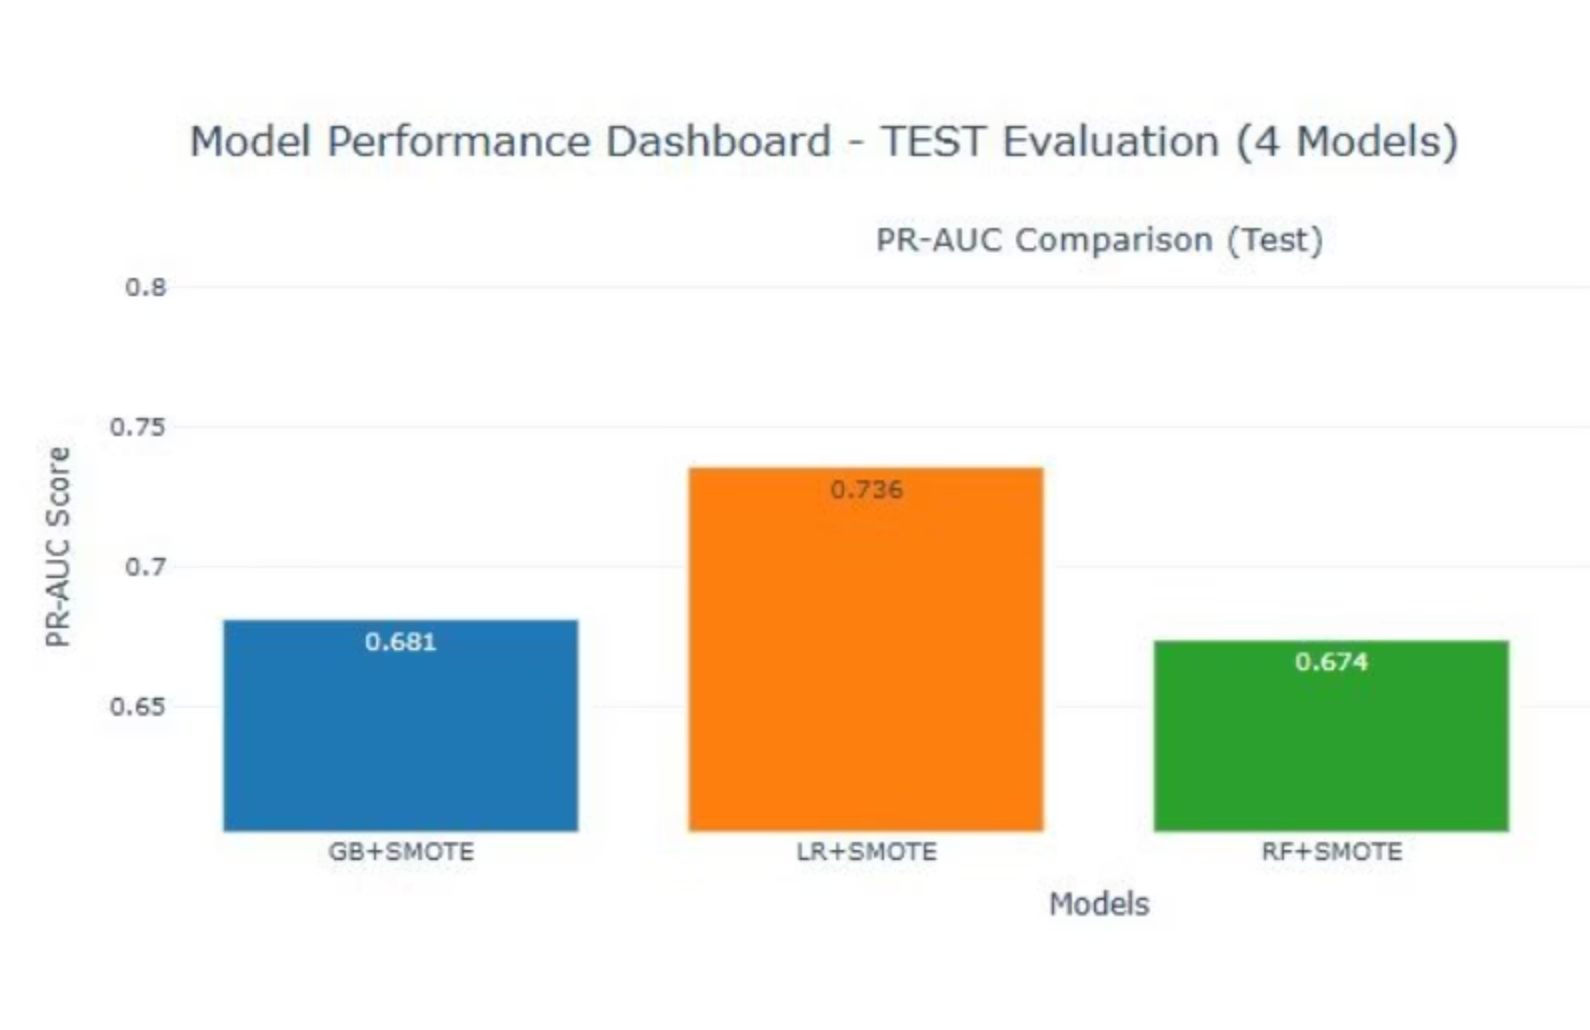 Model Performance Dashboard - TEST Evaluation (4 Models)
PR-AUC Comparison (Test)
0.8
0.75
0.7
0.65
PR-AUC Score
0.681
0.736
0.674
GB+SMOTE
LR+SMOTE
RF+SMOTE
Models